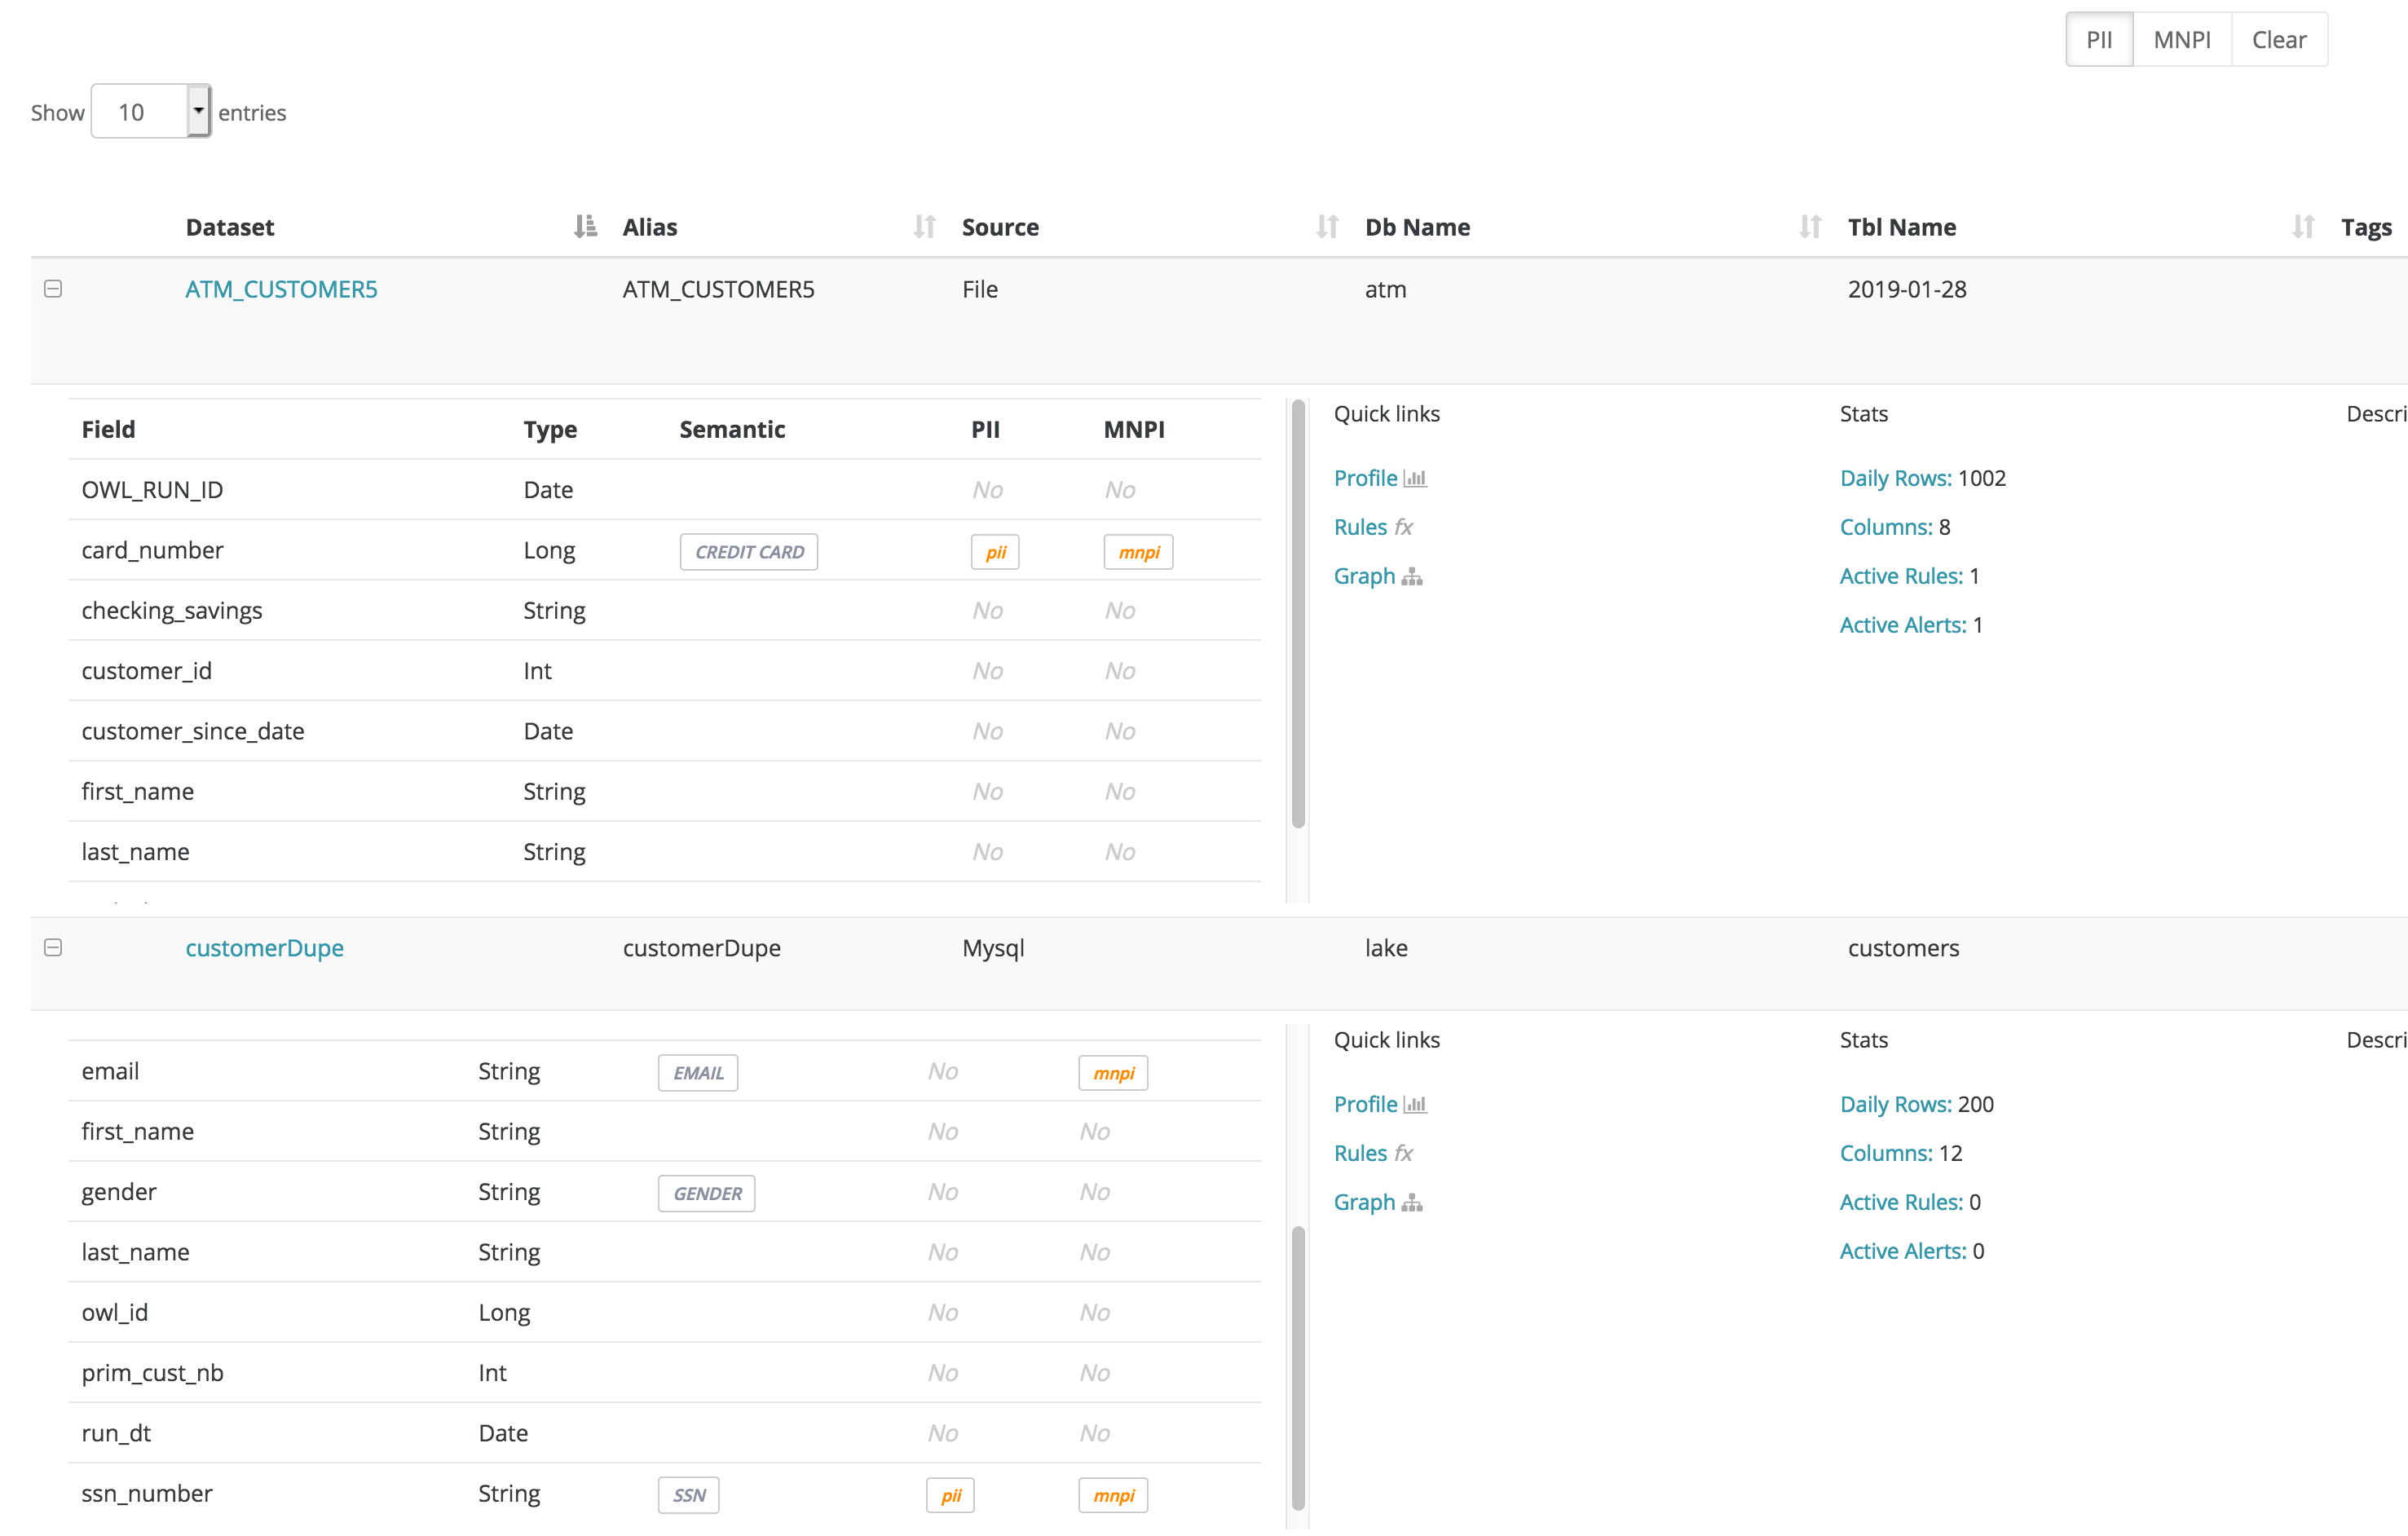 PII MNPI Clear
Show 10 entries
Dataset Alias Source Db Name Tbl Name Tags
ATM_CUSTOMER5 ATM_CUSTOMER5 File atm 2019-01-28
Field Type Semantic PII MNPI
OWL_RUN_ID Date No No
card_number Long CREDIT CARD pii mnpi
checking_savings String No No
customer_id Int No No
customer_since_date Date No No
first_name String No No
last_name String No No
Quick links
Profile
Rules fx
Graph
Stats
Daily Rows: 1002
Columns: 8
Active Rules: 1
Active Alerts: 1
Descri
customerDupe customerDupe Mysql lake customers
email String EMAIL No mnpi
first_name String No No
gender String GENDER No No
last_name String No No
owl_id Long No No
prim_cust_nb Int No No
run_dt Date No No
ssn_number String SSN pii mnpi
Quick links
Profile
Rules fx
Graph
Stats
Daily Rows: 200
Columns: 12
Active Rules: 0
Active Alerts: 0
Descri